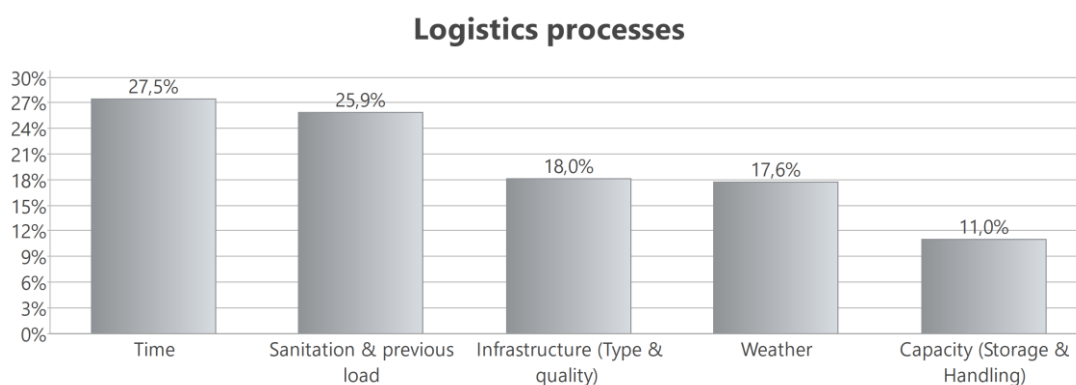 Logistics processes
30%
27%
24%
21%
18%
15%
12%
9%
6%
3%
0%
27,5%
25,9%
18,0%
17,6%
11,0%
Time
Sanitation & previous
load
Infrastructure (Type &
quality)
Weather
Capacity (Storage &
Handling)